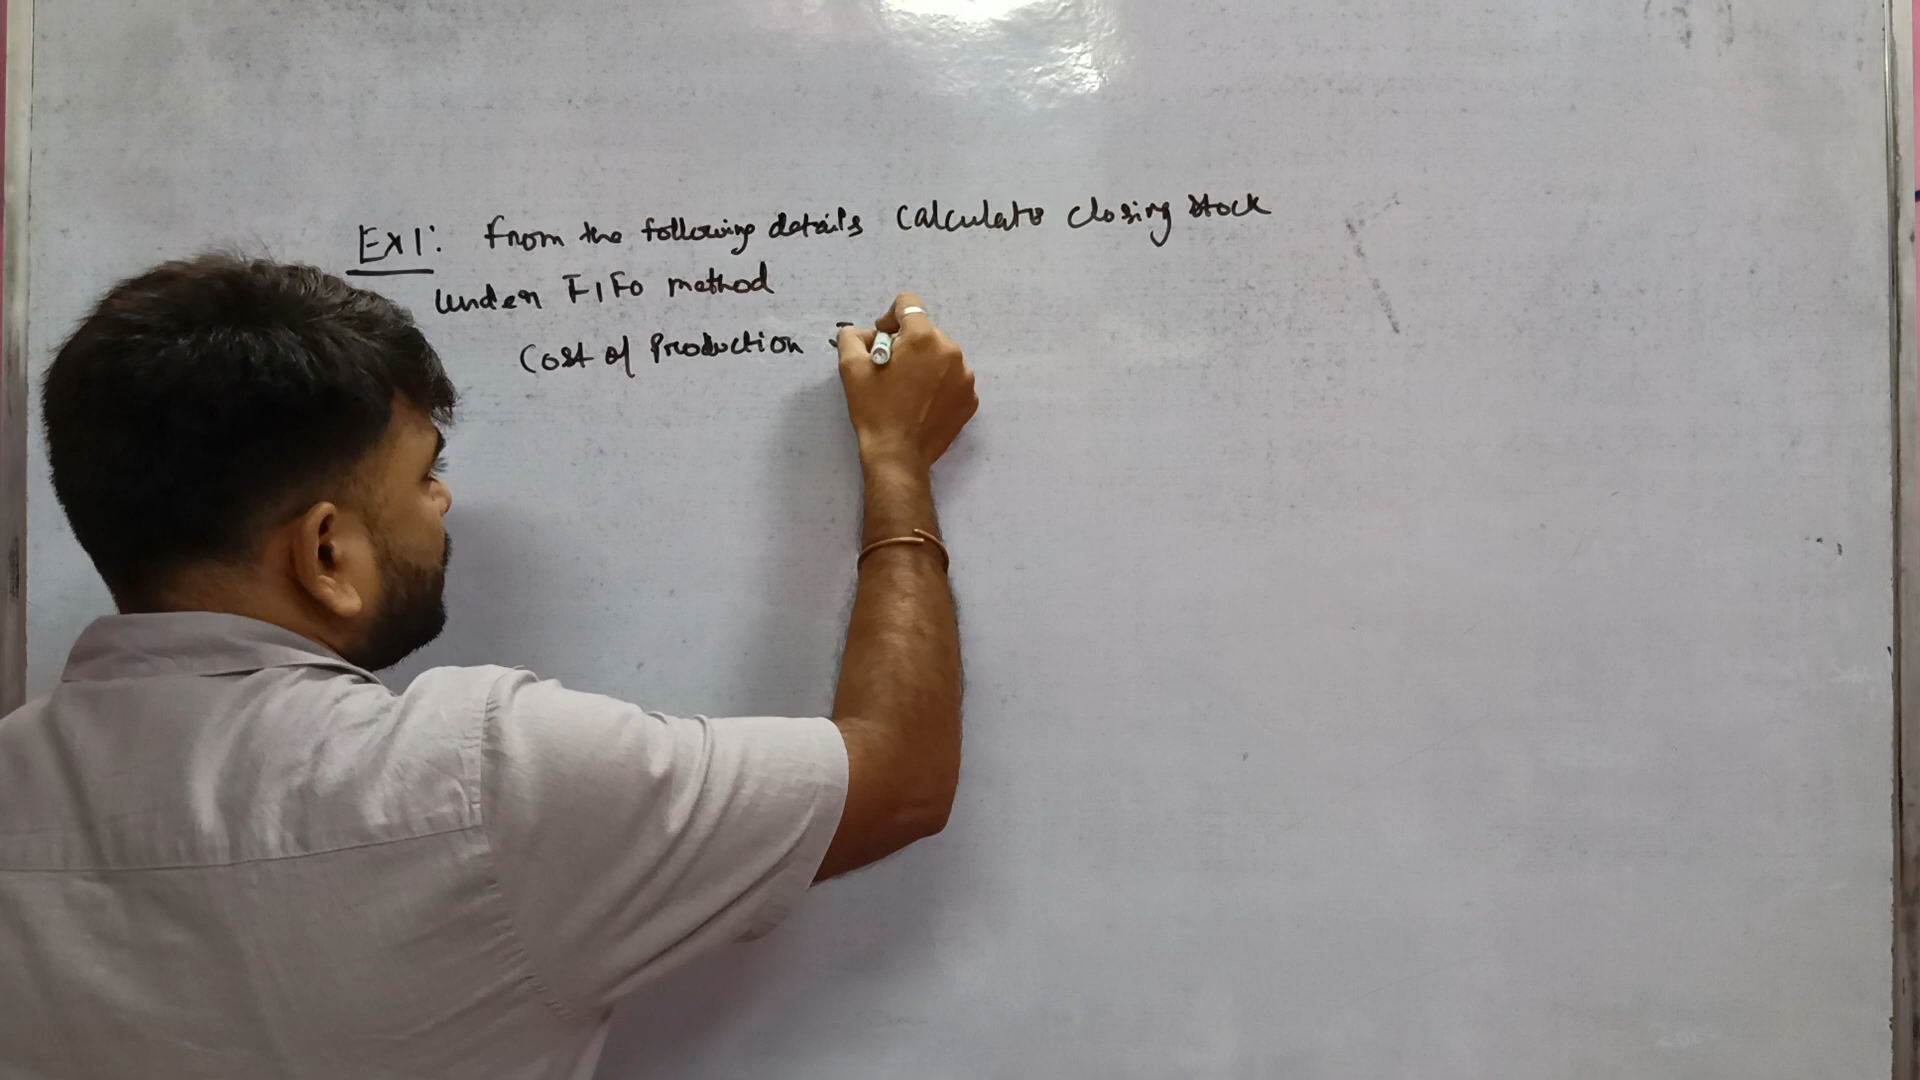 Ex1: From the following details Calculate closing stock
under FIFO method
Cost of Production